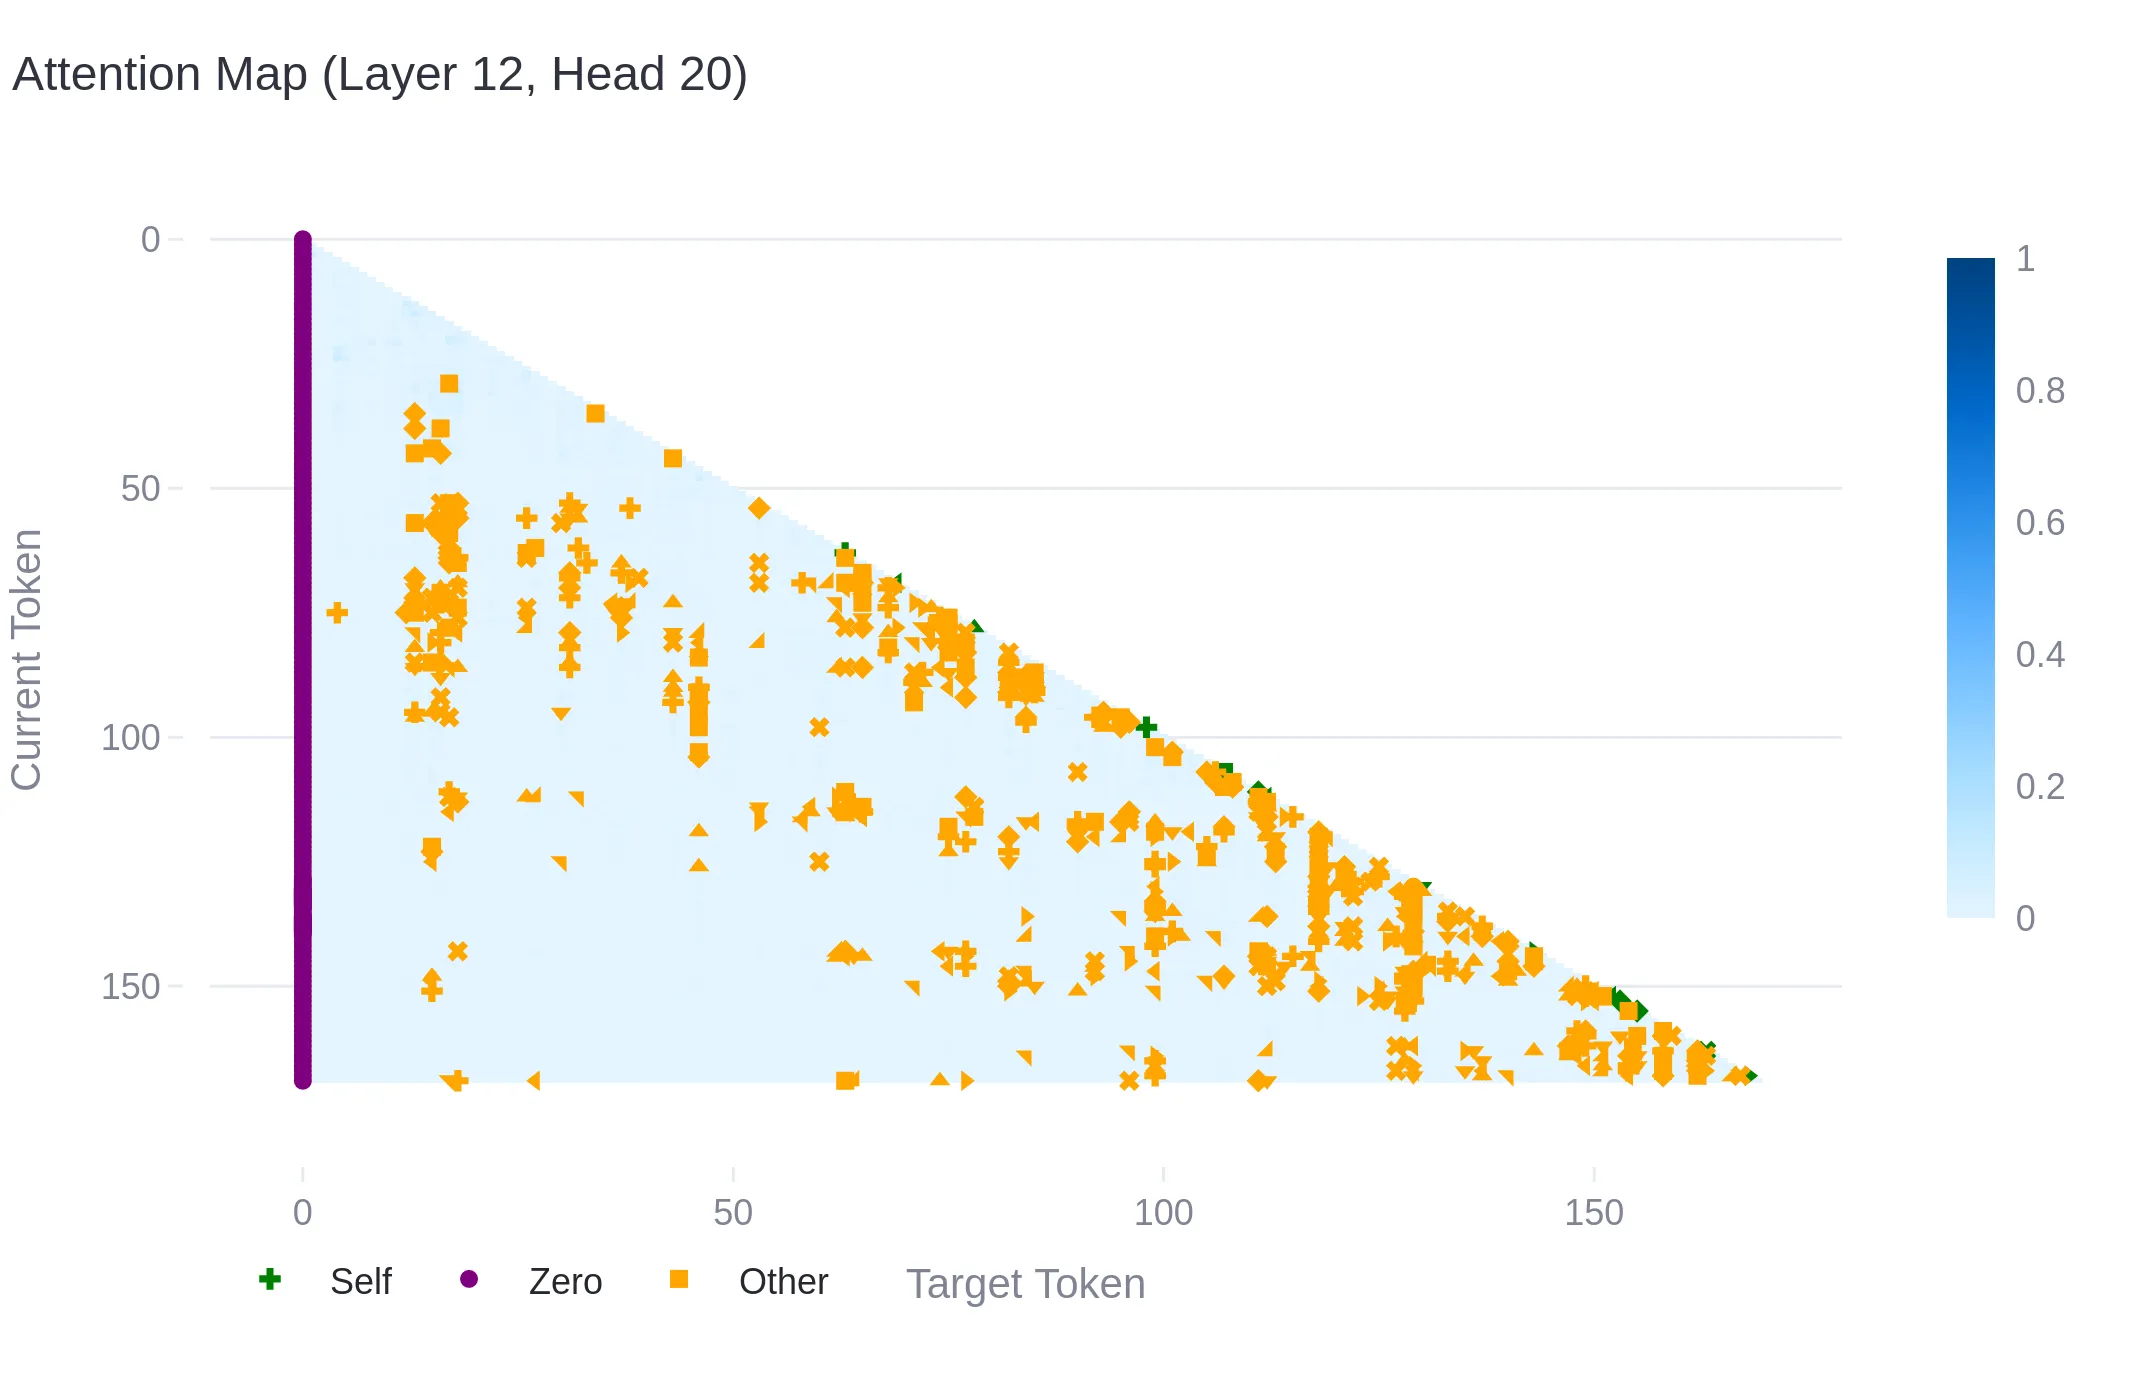 Attention Map (Layer 12, Head 20)
0
50
100
150
Current Token
1
0.8
0.6
0.4
0.2
0
0 50 100 150
Self Zero Other Target Token